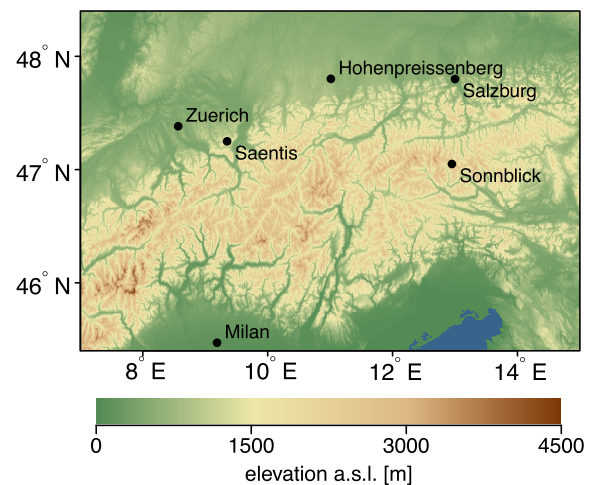 48° N
Hohenpreissenberg
Salzburg
Zuerich
Saentis
47° N
Sonnblick
46° N
Milan
8° E 10° E 12° E 14° E
0 1500 3000 4500
elevation a.s.l. [m]